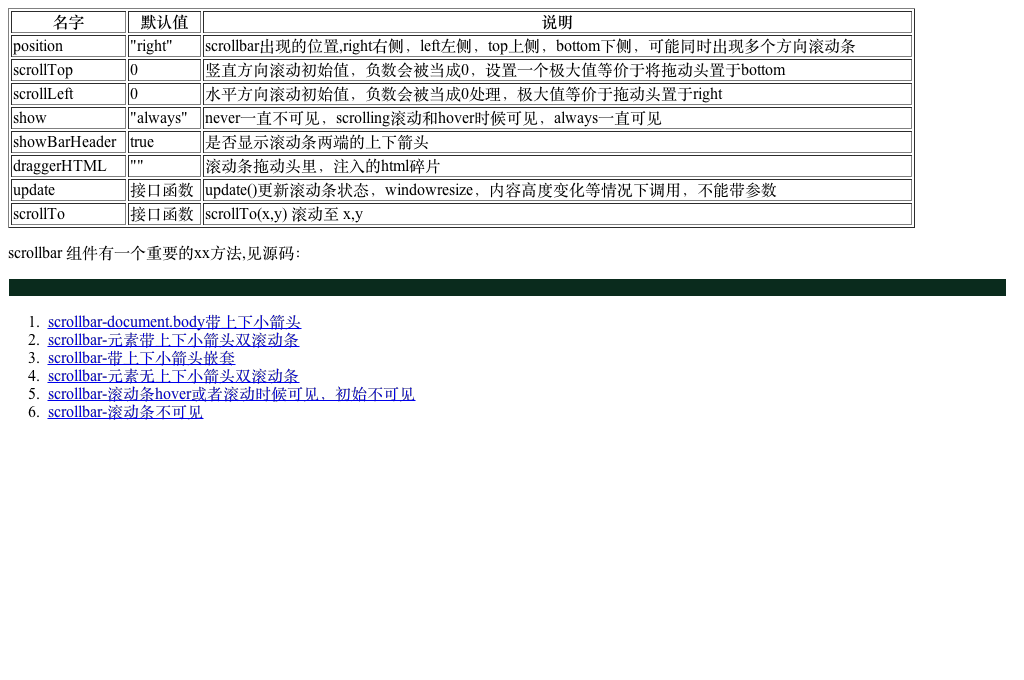 名字 默认值 说明
position "right" scrollbar出现的位置,right右侧，left左侧，top上侧，bottom下侧，可能同时出现多个方向滚动条
scrollTop 0 竖直方向滚动初始值，负数会被当成0，设置一个极大值等价于将拖动头置于bottom
scrollLeft 0 水平方向滚动初始值，负数会被当成0处理，极大值等价于拖动头置于right
show "always" never一直不可见，scrolling滚动和hover时候可见，always一直可见
showBarHeader true 是否显示滚动条两端的上下箭头
draggerHTML "" 滚动条拖动头里，注入的html碎片
update 接口函数 update()更新滚动条状态，windowresize，内容高度变化等情况下调用，不能带参数
scrollTo 接口函数 scrollTo(x,y) 滚动至 x,y
scrollbar 组件有一个重要的xx方法,见源码：
1. scrollbar-document.body带上下小箭头
2. scrollbar-元素带上下小箭头双滚动条
3. scrollbar-带上下小箭头嵌套
4. scrollbar-元素无上下小箭头双滚动条
5. scrollbar-滚动条hover或者滚动时候可见，初始不可见
6. scrollbar-滚动条不可见